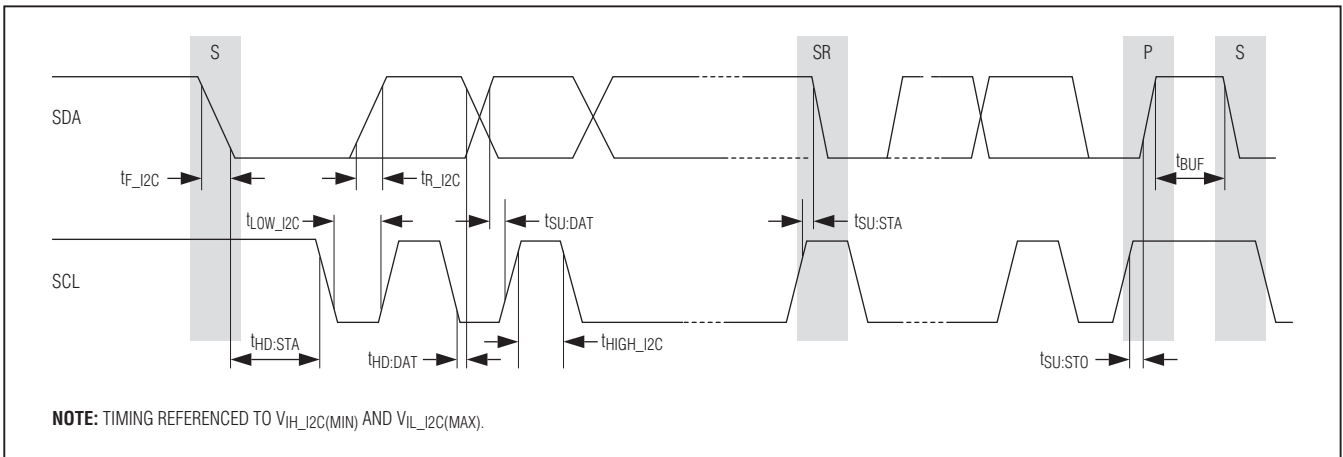 S SR P S
SDA
tBUF
tF_I2C tR_I2C
tLOW_I2C tSU:DAT tSU:STA
SCL
tHD:STA tHD:DAT tHIGH_I2C tSU:STO
NOTE: TIMING REFERENCED TO VIH_I2C(MIN) AND VIL_I2C(MAX).